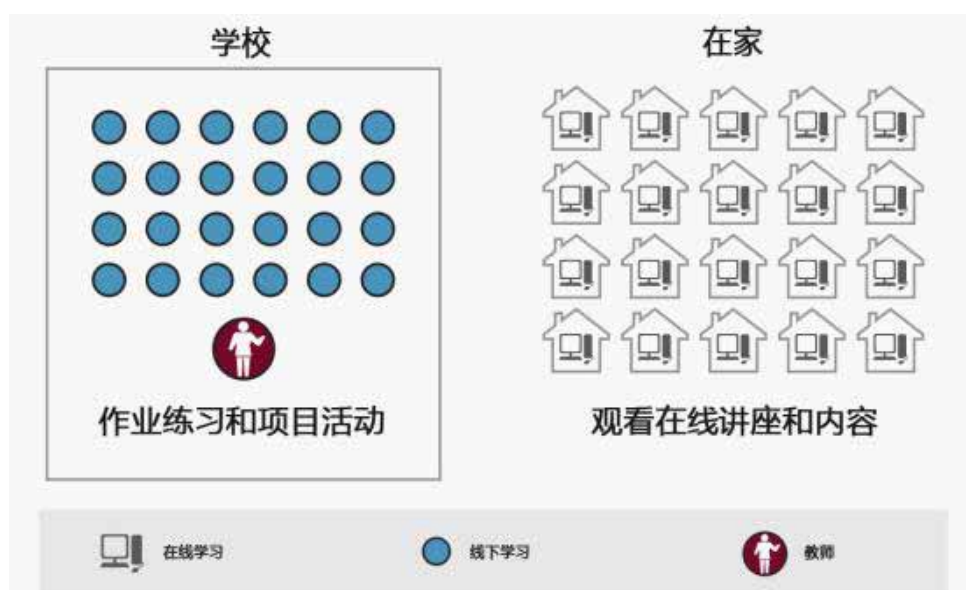 学校
在家
作业练习和项目活动
观看在线讲座和内容
在线学习
线下学习
教师